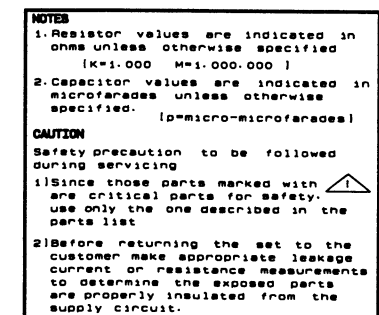 NOTES
1. Resistor values are indicated in
ohms unless otherwise specified
(K=1.000 M=1.000.000 )
2. Capacitor values are indicated in
microfarades unless otherwise
specified.
(p=micro-microfarades)
CAUTION
Safety precaution to be followed
during servicing
1)Since those parts marked with ⚠
are critical parts for safety.
use only the one described in the
parts list
2)Before returning the set to the
customer make appropriate leakage
current or resistance measurements
to determine the exposed parts
are properly insulated from the
supply circuit.